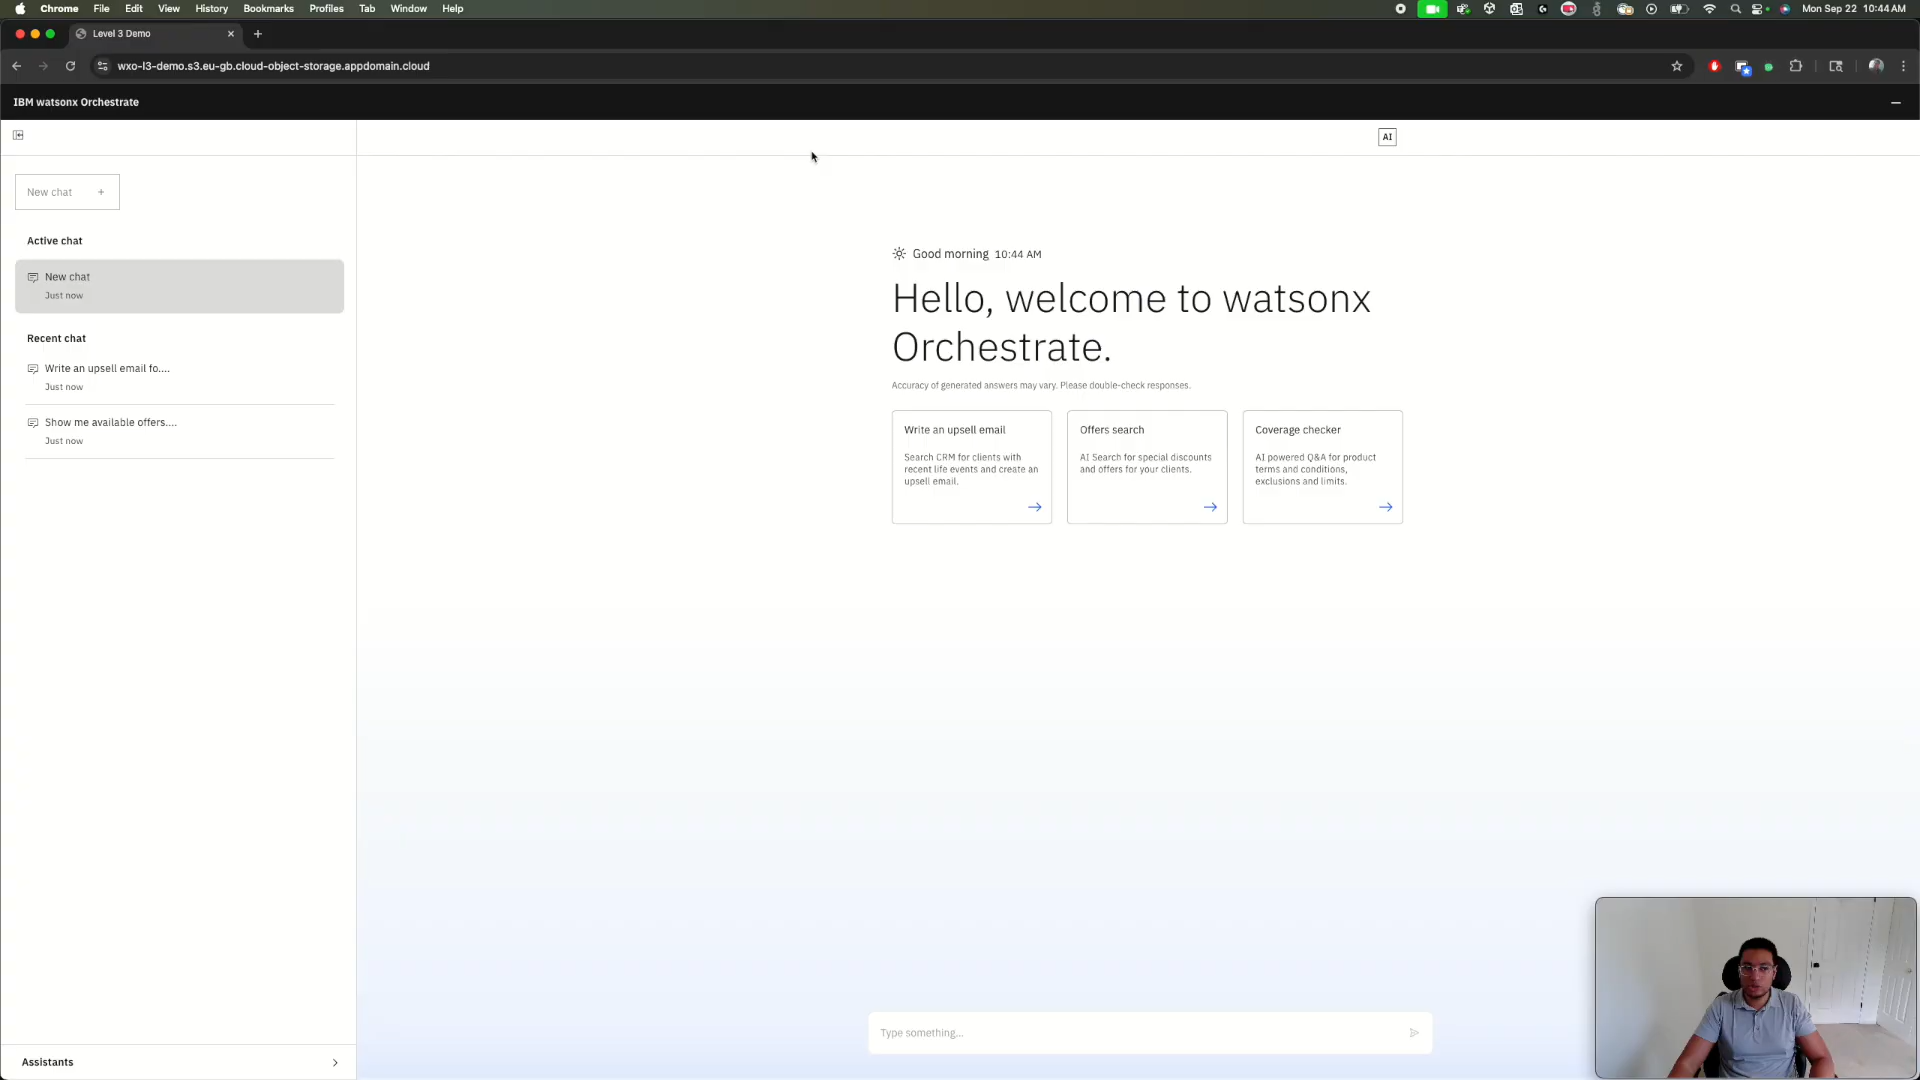 Chrome File Edit View History Bookmarks Profiles Tab Window Help
Mon Sep 22 10:44 AM
Level 3 Demo
wxo-l3-demo.s3.eu-gb.cloud-object-storage.appdomain.cloud
IBM watsonx Orchestrate
AI
New chat +
Active chat
New chat
Just now
Recent chat
Write an upsell email fo....
Just now
Show me available offers....
Just now
Good morning 10:44 AM
Hello, welcome to watsonx
Orchestrate.
Accuracy of generated answers may vary. Please double-check responses.
Write an upsell email
Search CRM for clients with
recent life events and create an
upsell email.
Offers search
AI Search for special discounts
and offers for your clients.
Coverage checker
AI powered Q&A for product
terms and conditions,
exclusions and limits.
Type something...
Assistants